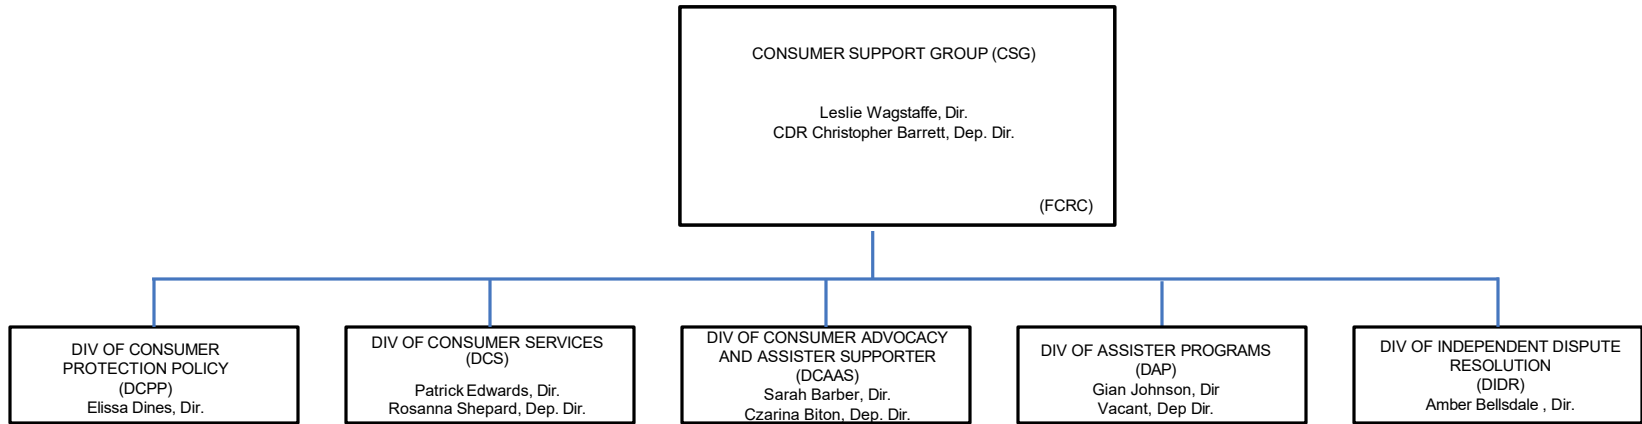 CONSUMER SUPPORT GROUP (CSG)
Leslie Wagstaffe, Dir.
CDR Christopher Barrett, Dep. Dir.
(FCRC)
DIV OF CONSUMER
PROTECTION POLICY
(DCPP)
Elissa Dines, Dir.
DIV OF CONSUMER SERVICES
(DCS)
Patrick Edwards, Dir.
Rosanna Shepard, Dep. Dir.
DIV OF CONSUMER ADVOCACY
AND ASSISTER SUPPORTER
(DCAAS)
Sarah Barber, Dir.
Czarina Biton, Dep. Dir.
DIV OF ASSISTER PROGRAMS
(DAP)
Gian Johnson, Dir
Vacant, Dep Dir.
DIV OF INDEPENDENT DISPUTE
RESOLUTION
(DIDR)
Amber Bellsdale , Dir.